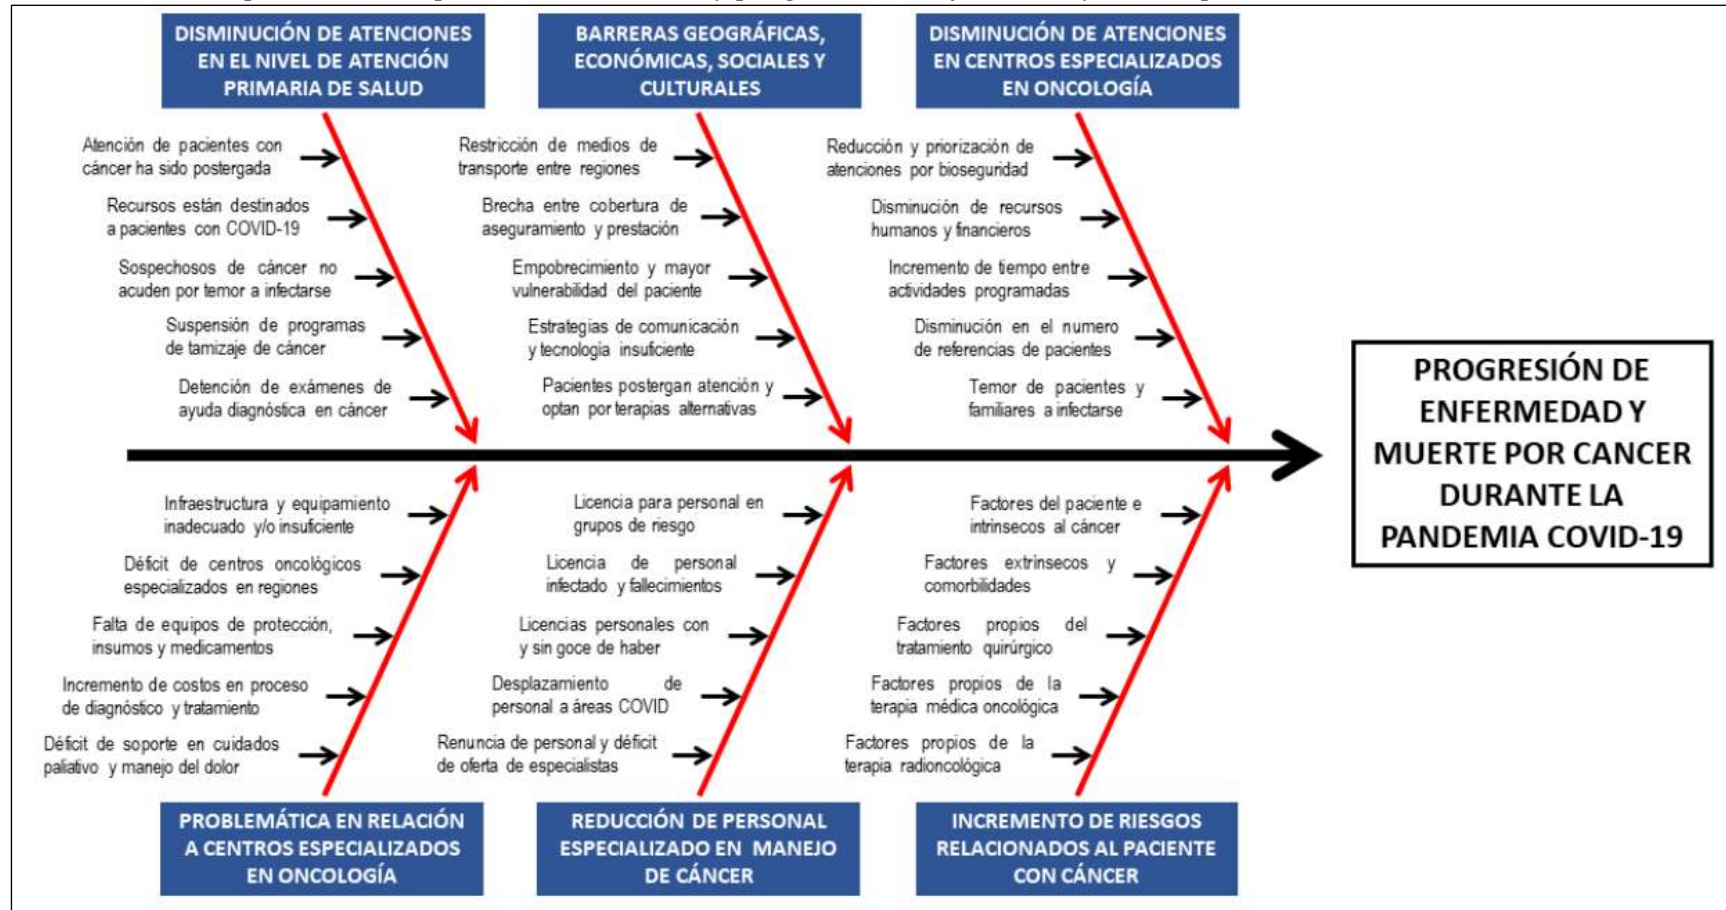 DISMINUCIÓN DE ATENCIONES
EN EL NIVEL DE ATENCIÓN
PRIMARIA DE SALUD
Atención de pacientes con
cáncer ha sido postergada
Recursos están destinados
a pacientes con COVID-19
Sospechosos de cáncer no
acuden por temor a infectarse
Suspensión de programas
de tamizaje de cáncer
Detención de exámenes de
ayuda diagnóstica en cáncer
BARRERAS GEOGRÁFICAS,
ECONÓMICAS, SOCIALES Y
CULTURALES
Restricción de medios de
transporte entre regiones
Brecha entre cobertura de
aseguramiento y prestación
Empobrecimiento y mayor
vulnerabilidad del paciente
Estrategias de comunicación
y tecnología insuficiente
Pacientes postergan atención y
optan por terapias alternativas
DISMINUCIÓN DE ATENCIONES
EN CENTROS ESPECIALIZADOS
EN ONCOLOGÍA
Reducción y priorización de
atenciones por bioseguridad
Disminución de recursos
humanos y financieros
Incremento de tiempo entre
actividades programadas
Disminución en el numero
de referencias de pacientes
Temor de pacientes y
familiares a infectarse
PROGRESIÓN DE
ENFERMEDAD Y
MUERTE POR CANCER
DURANTE LA
PANDEMIA COVID-19
Infraestructura y equipamiento
inadecuado y/o insuficiente
Déficit de centros oncológicos
especializados en regiones
Falta de equipos de protección,
insumos y medicamentos
Incremento de costos en proceso
de diagnóstico y tratamiento
Déficit de soporte en cuidados
paliativo y manejo del dolor
PROBLEMÁTICA EN RELACIÓN
A CENTROS ESPECIALIZADOS
EN ONCOLOGÍA
Licencia para personal en
grupos de riesgo
Licencia de personal
infectado y fallecimientos
Licencias personales con
y sin goce de haber
Desplazamiento de
personal a áreas COVID
Renuncia de personal y déficit
de oferta de especialistas
REDUCCIÓN DE PERSONAL
ESPECIALIZADO EN MANEJO
DE CÁNCER
Factores del paciente e
intrínsecos al cáncer
Factores extrínsecos y
comorbilidades
Factores propios del
tratamiento quirúrgico
Factores propios de la
terapia médica oncológica
Factores propios de la
terapia radioncológica
INCREMENTO DE RIESGOS
RELACIONADOS AL PACIENTE
CON CÁNCER